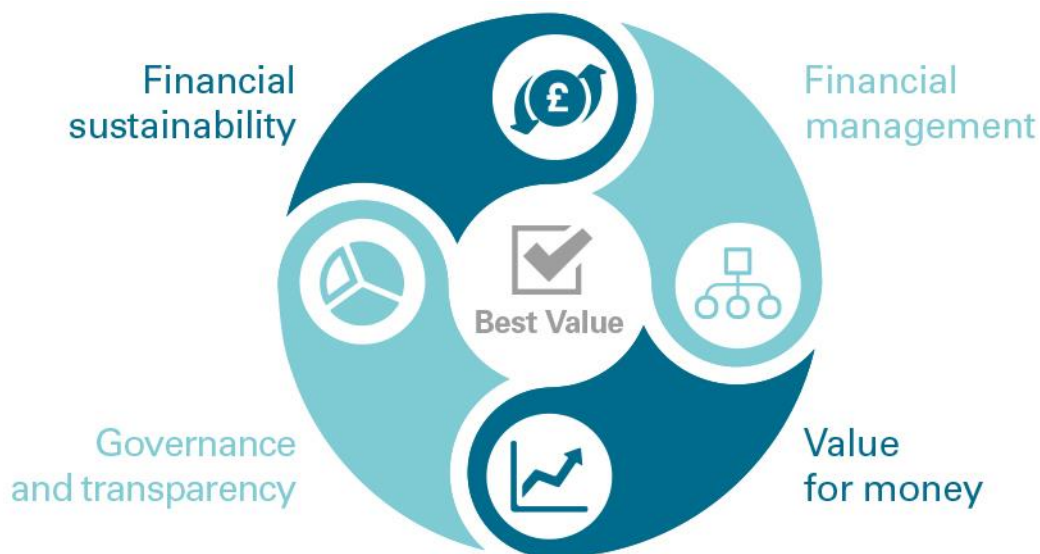 Financial
sustainability
Financial
management
£
Best Value
Governance
and transparency
Value
for money